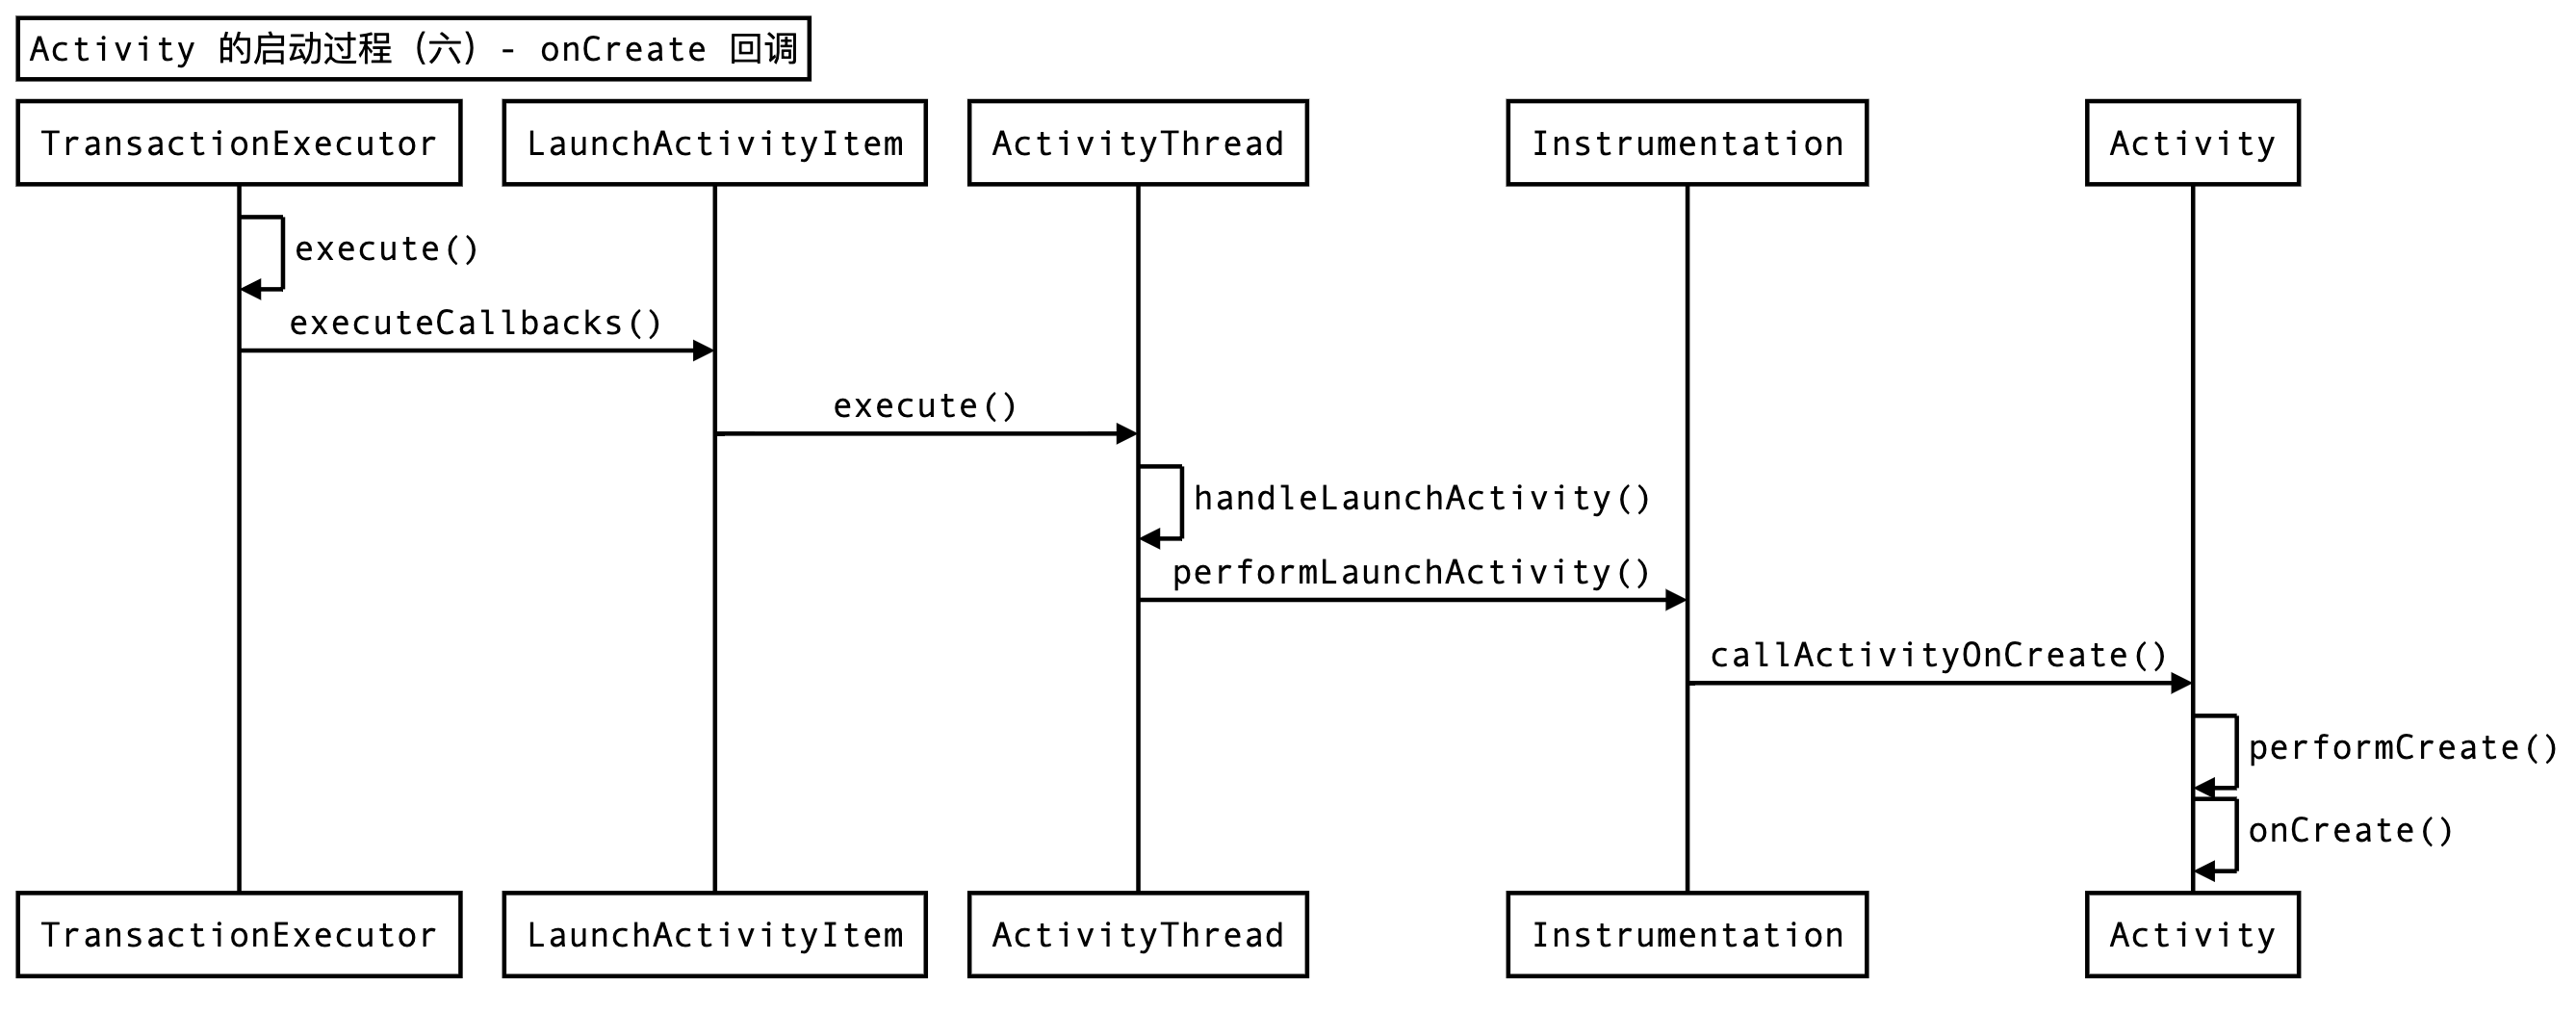 Activity 的启动过程（六）- onCreate 回调
TransactionExecutor
LaunchActivityItem
ActivityThread
Instrumentation
Activity
execute()
executeCallbacks()
execute()
handleLaunchActivity()
performLaunchActivity()
callActivityOnCreate()
performCreate()
onCreate()
TransactionExecutor
LaunchActivityItem
ActivityThread
Instrumentation
Activity